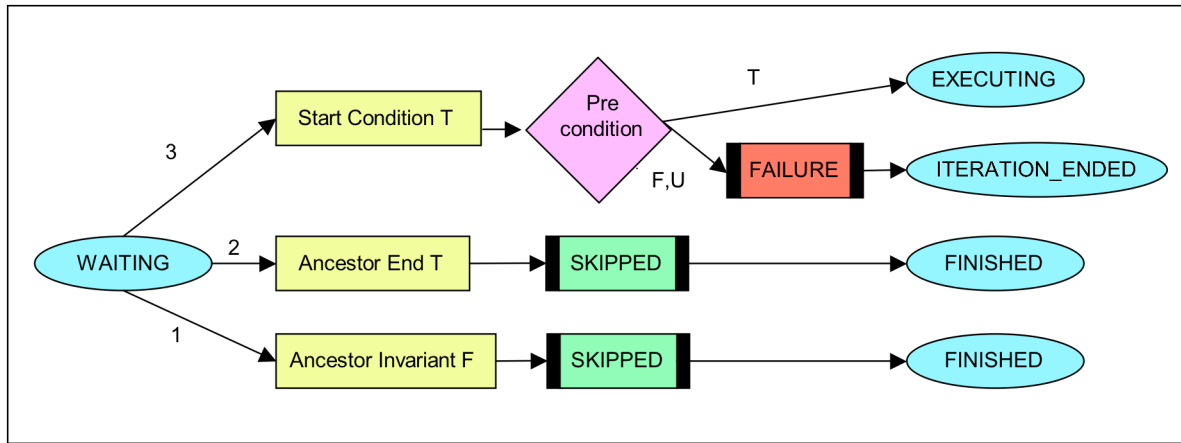 T
EXECUTING
Pre
condition
Start Condition T
3
F,U
FAILURE
ITERATION_ENDED
WAITING
2
Ancestor End T
SKIPPED
FINISHED
1
Ancestor Invariant F
SKIPPED
FINISHED